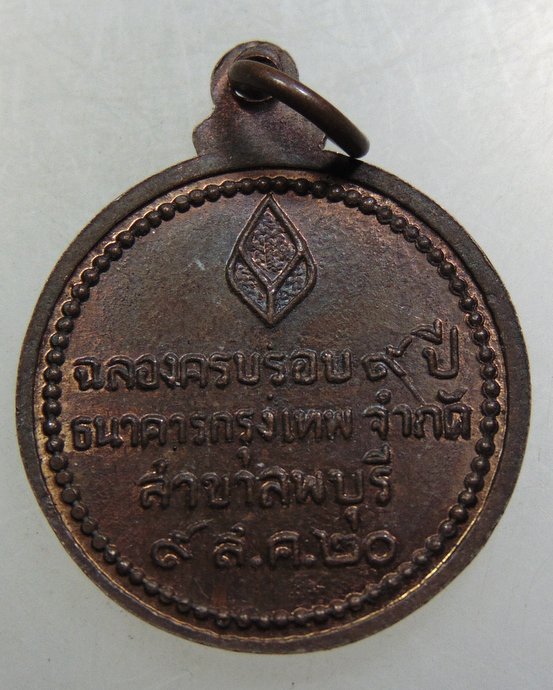 ฉลองครบรอบ ๙ ปี
ธนาคารกรุงเทพ จำกัด
สาขาลพบุรี
๙ ส.ค.๒๐